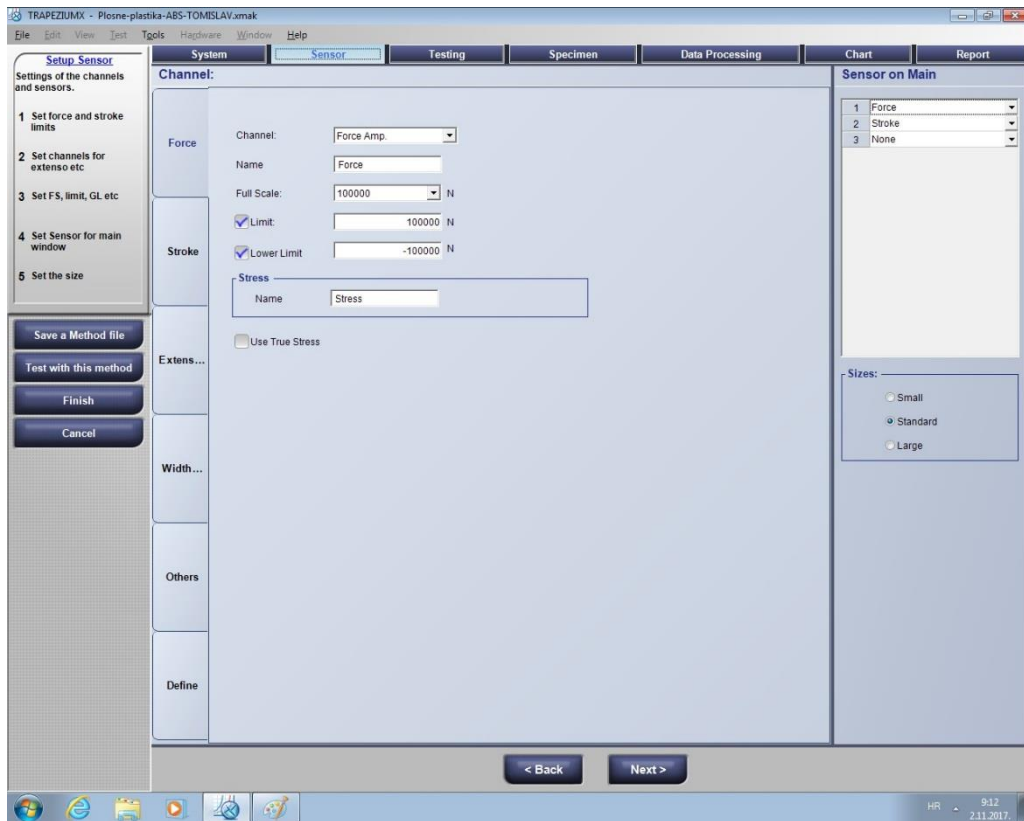 TRAPEZIUMX - Plosne-plastika-ABS-TOMISLAV.xmak
File Edit View Test Tools Hardware Window Help
System Sensor Testing Specimen Data Processing Chart Report
Setup Sensor
Settings of the channels
and sensors.
1 Set force and stroke
limits
2 Set channels for
extenso etc
3 Set FS, limit, GL etc
4 Set Sensor for main
window
5 Set the size
Save a Method file
Test with this method
Finish
Cancel
Channel:
Force
Stroke
Extens...
Width...
Others
Define
Channel: Force Amp.
Name Force
Full Scale: 100000 N
Limit: 100000 N
Lower Limit -100000 N
Stress
Name Stress
Use True Stress
Sensor on Main
1 Force
2 Stroke
3 None
Sizes:
Small
Standard
Large
< Back Next >
HR 9:12
2.11.2017.